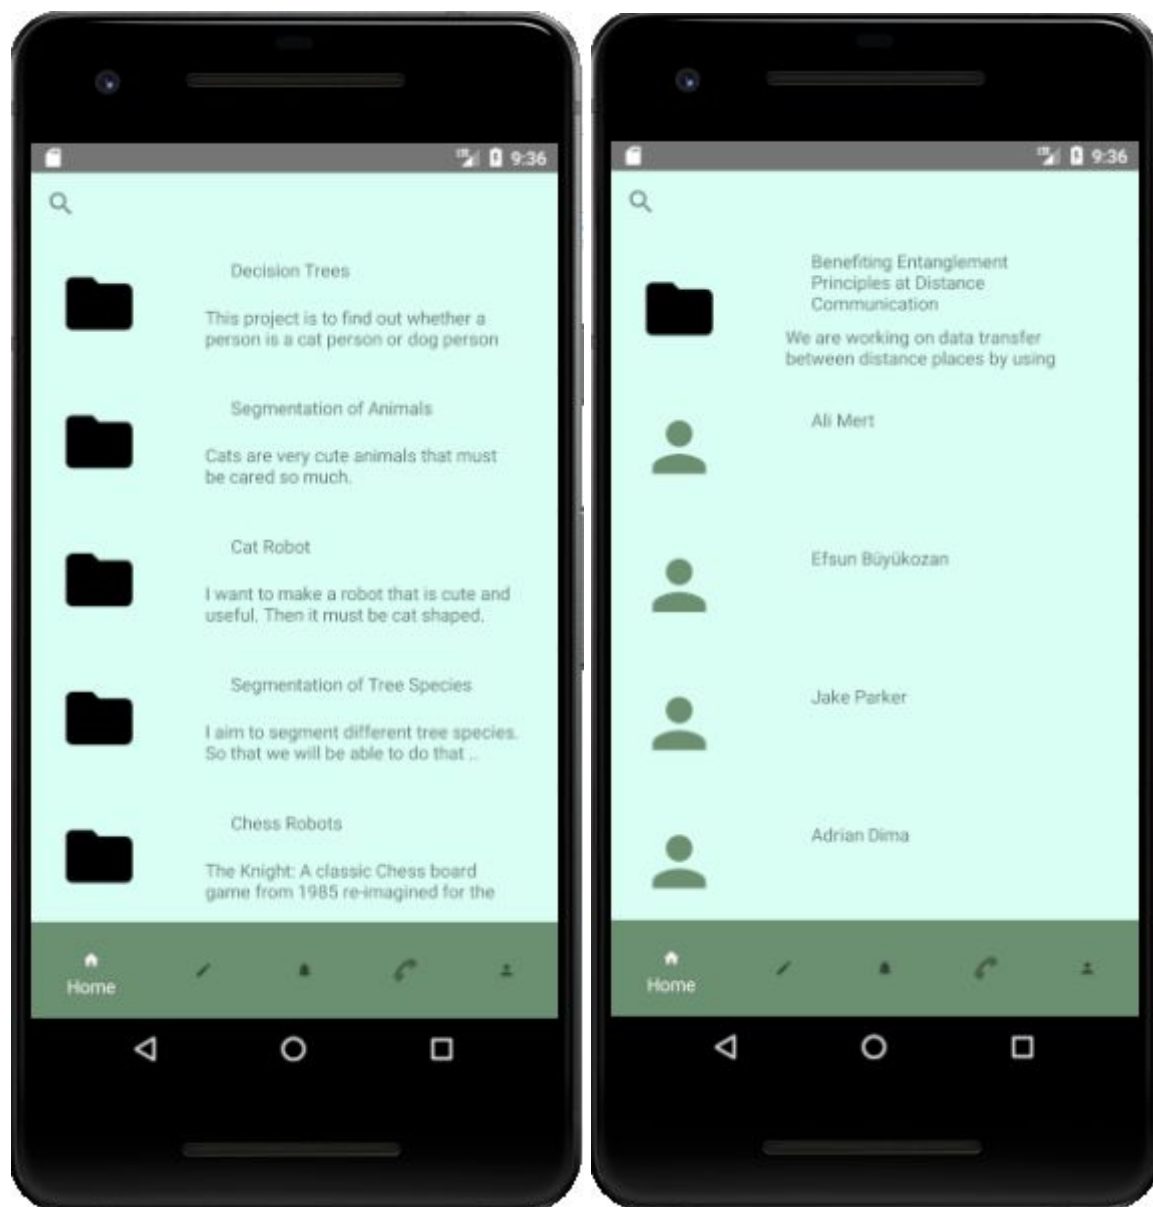 9:36
Decision Trees
This project is to find out whether a
person is a cat person or dog person
Segmentation of Animals
Cats are very cute animals that must
be cared so much.
Cat Robot
I want to make a robot that is cute and
useful. Then it must be cat shaped.
Segmentation of Tree Species
I aim to segment different tree species.
So that we will be able to do that ..
Chess Robots
The Knight: A classic Chess board
game from 1985 re-imagined for the
Home
9:36
Benefiting Entanglement
Principles at Distance
Communication
We are working on data transfer
between distance places by using
Ali Mert
Efsun Büyükozan
Jake Parker
Adrian Dima
Home